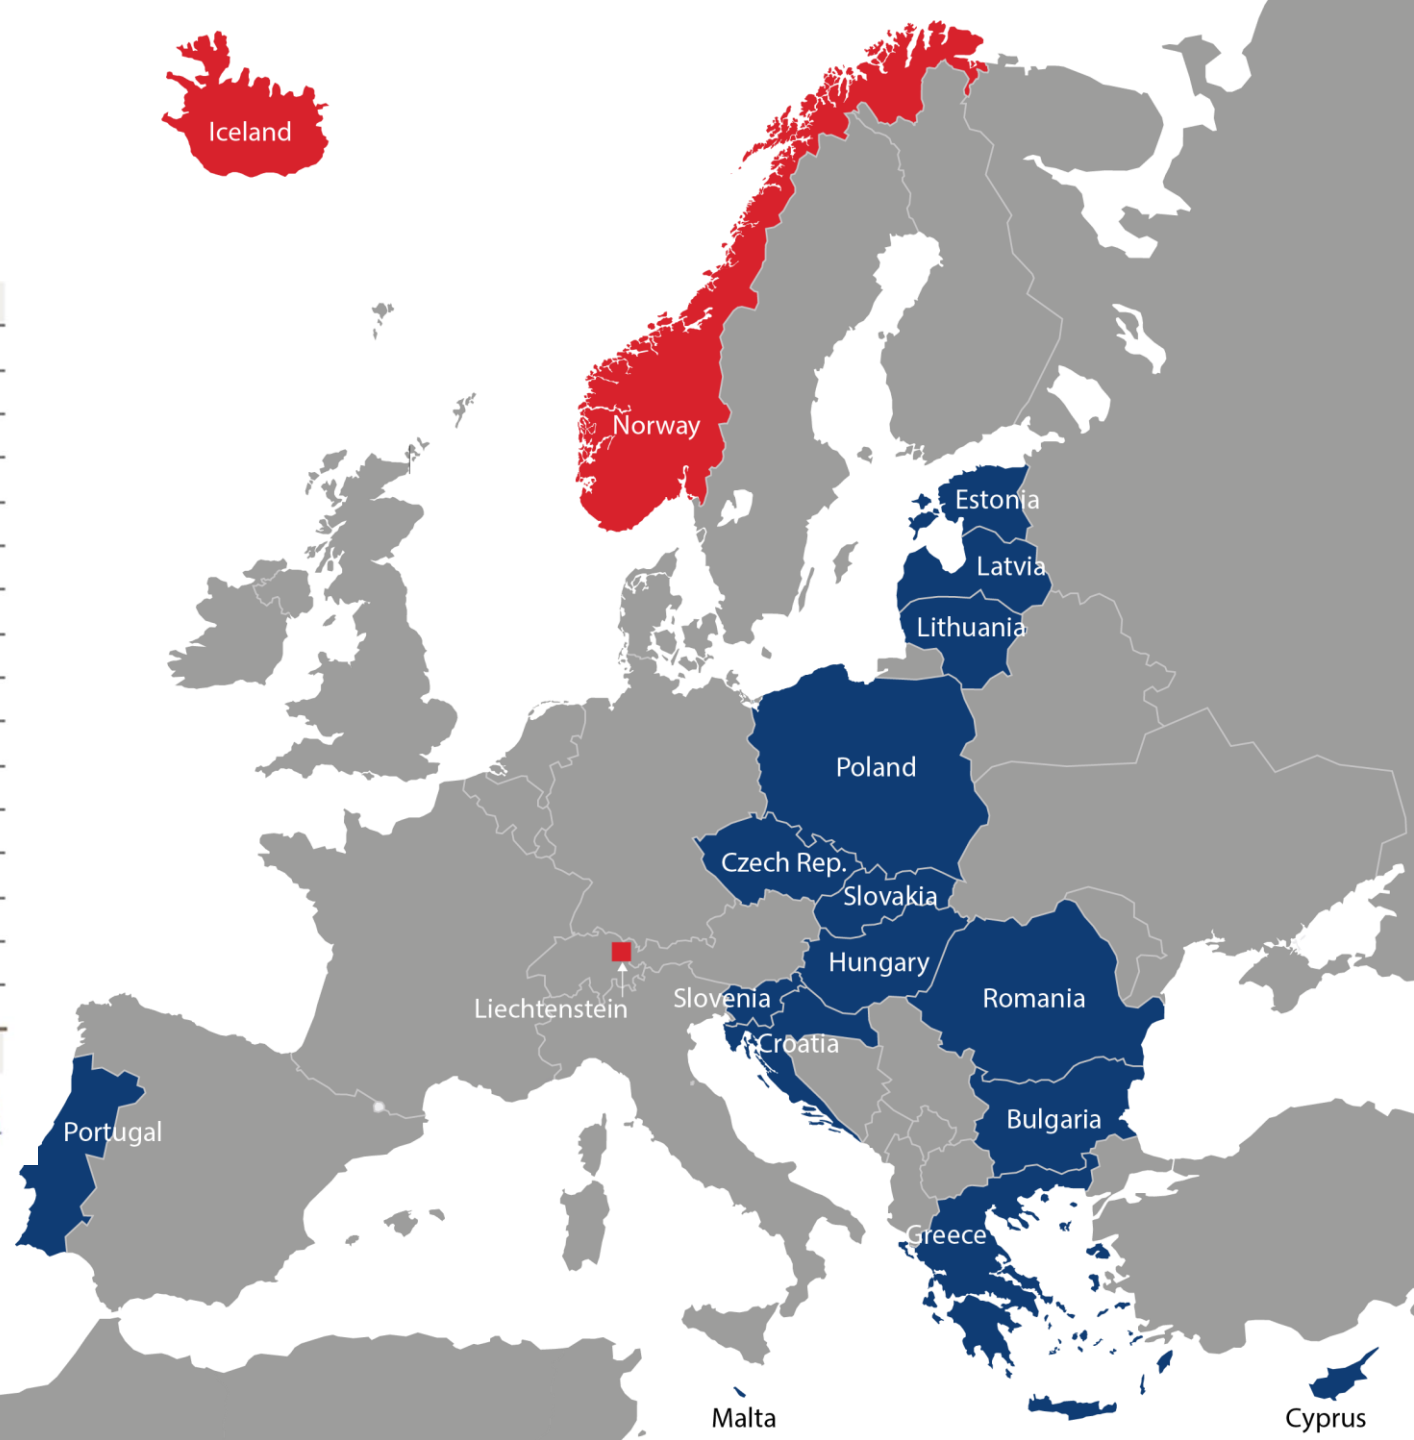 Iceland
Norway
Estonia
Latvia
Lithuania
Poland
Czech Rep.
Slovakia
Hungary
Slovenia
Romania
Liechtenstein
Croatia
Bulgaria
Portugal
Greece
Malta
Cyprus